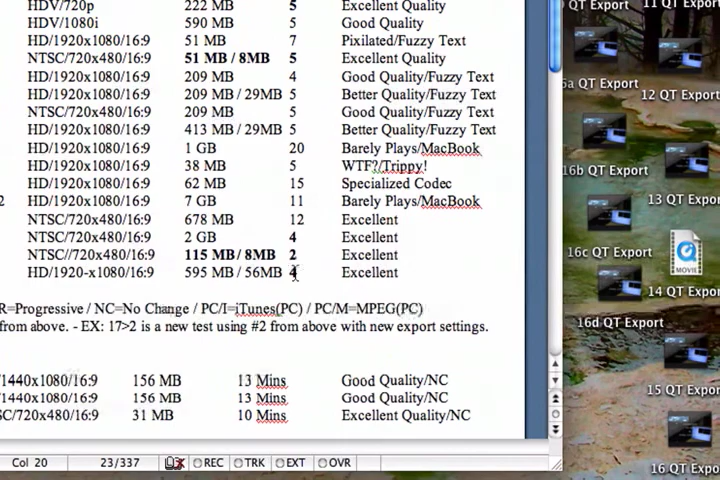 HDV/720p 222 MB 5 Excellent Quality
HDV/1080i 590 MB 5 Good Quality
HD/1920x1080/16:9 51 MB 7 Pixilated/Fuzzy Text
NTSC/720x480/16:9 51 MB / 8MB 5 Excellent Quality
HD/1920x1080/16:9 209 MB 4 Good Quality/Fuzzy Text
HD/1920x1080/16:9 209 MB / 29MB 5 Better Quality/Fuzzy Text
NTSC/720x480/16:9 209 MB 5 Good Quality/Fuzzy Text
HD/1920x1080/16:9 413 MB / 29MB 5 Better Quality/Fuzzy Text
HD/1920x1080/16:9 1 GB 20 Barely Plays/MacBook
HD/1920x1080/16:9 38 MB 5 WTF?/Trippy!
HD/1920x1080/16:9 62 MB 15 Specialized Codec
2 HD/1920x1080/16:9 7 GB 11 Barely Plays/MacBook
NTSC/720x480/16:9 678 MB 12 Excellent
NTSC/720x480/16:9 2 GB 4 Excellent
NTSC//720x480/16:9 115 MB / 8MB 2 Excellent
HD/1920-x1080/16:9 595 MB / 56MB 4 Excellent
R=Progressive / NC=No Change / PC/I=iTunes(PC) / PC/M=MPEG(PC)
from above. - EX: 17>2 is a new test using #2 from above with new export settings.
/1440x1080/16:9 156 MB 13 Mins Good Quality/NC
/1440x1080/16:9 156 MB 13 Mins Good Quality/NC
SC/720x480/16:9 31 MB 10 Mins Excellent Quality/NC
Col 20 23/337 REC TRK EXT OVR
QT Export
QT Export
5a QT Export
12 QT Export
16b QT Export
13 QT Export
16c QT Export
MOVIE
14 QT Export
16d QT Export
15 QT Export
16 QT Export